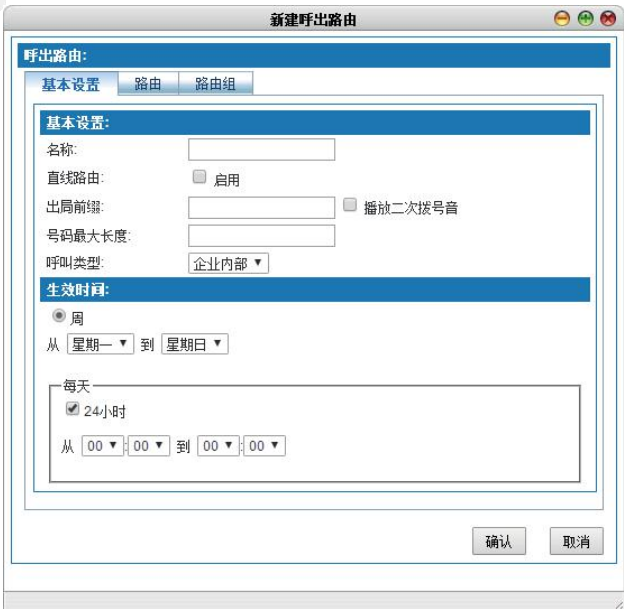 新建呼出路由
呼出路由:
基本设置 路由 路由组
基本设置:
名称:
直线路由: 启用
出局前缀: 播放二次拨号音
号码最大长度:
呼叫类型: 企业内部
生效时间:
周
从 星期一 到 星期日
每天
24小时
从 00 : 00 到 00 : 00
确认 取消